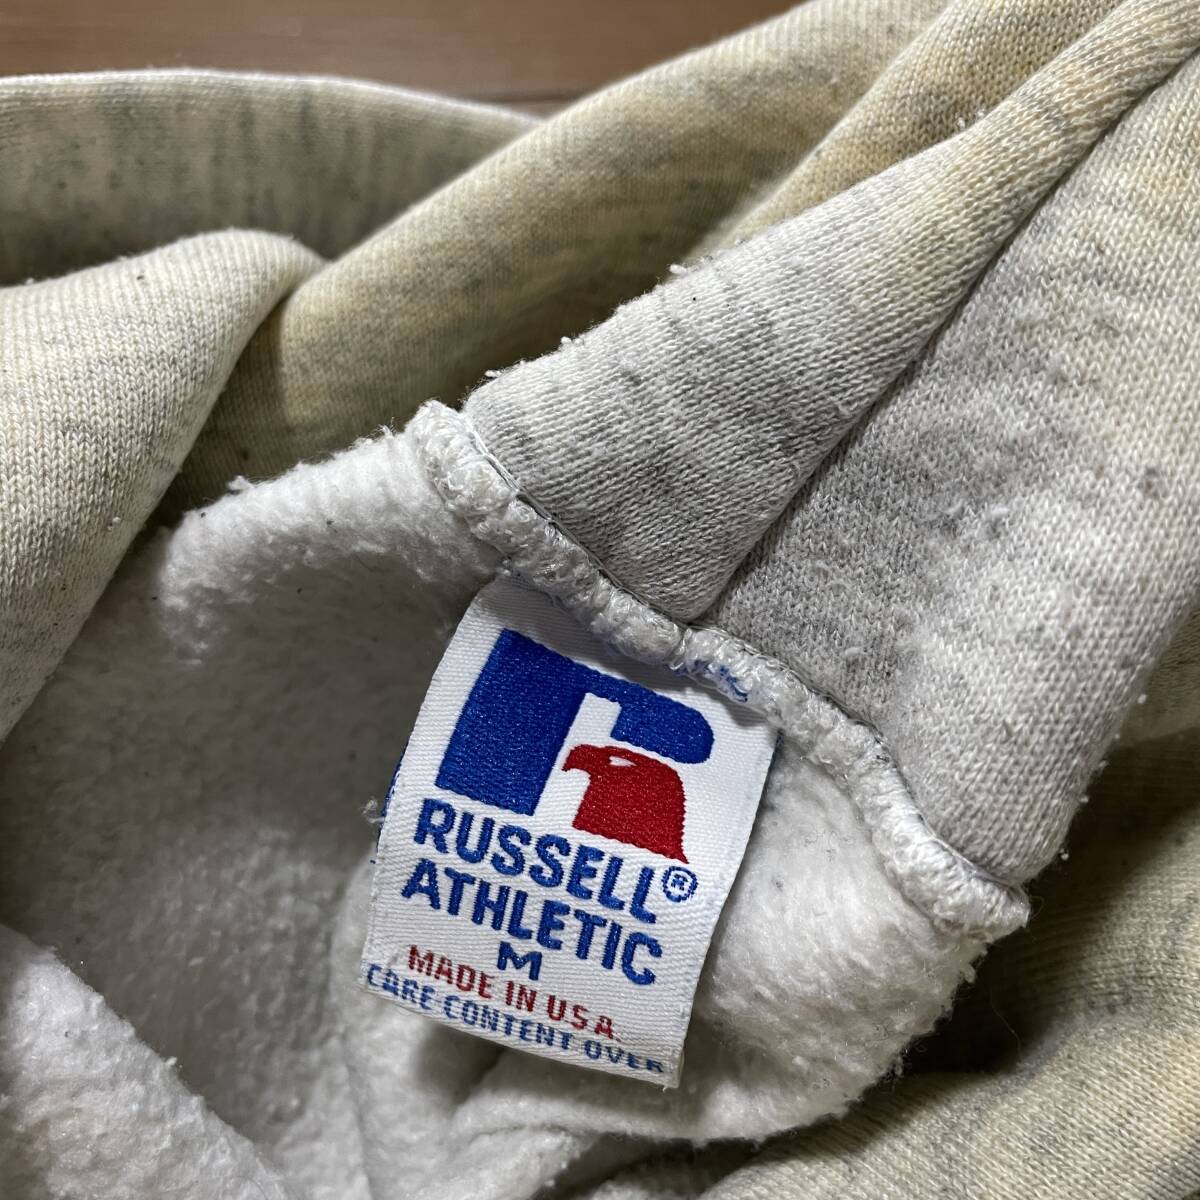 RUSSELL®
ATHLETIC
M
MADE IN U.S.A.
CARE CONTENT OVER